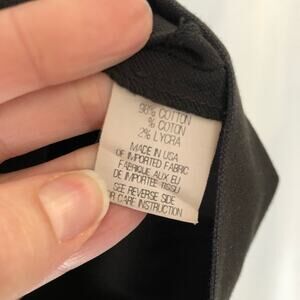 98% COTTON
% COTON
2% LYCRA
MADE IN USA
OF IMPORTED FABRIC
FABRIQUE AUX EU
DE IMPORTEE TISSU
SEE REVERSE SIDE
CARE INSTRUCTION